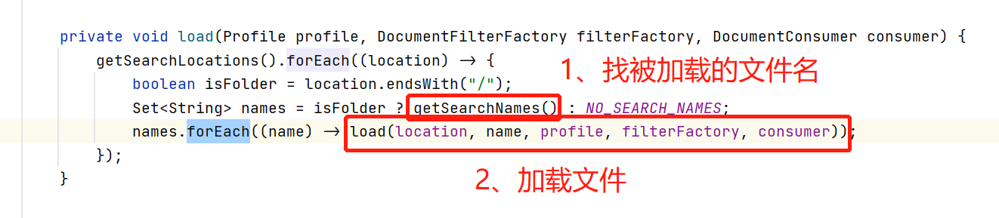 private void load(Profile profile, DocumentFilterFactory filterFactory, DocumentConsumer consumer) {
getSearchLocations().forEach((location) -> {
1、找被加载的文件名
boolean isFolder = location.endsWith("/");
Set<String> names = isFolder ? getSearchNames() : NO_SEARCH_NAMES;
names.forEach((name) -> load(location, name, profile, filterFactory, consumer));
});
2、加载文件
}